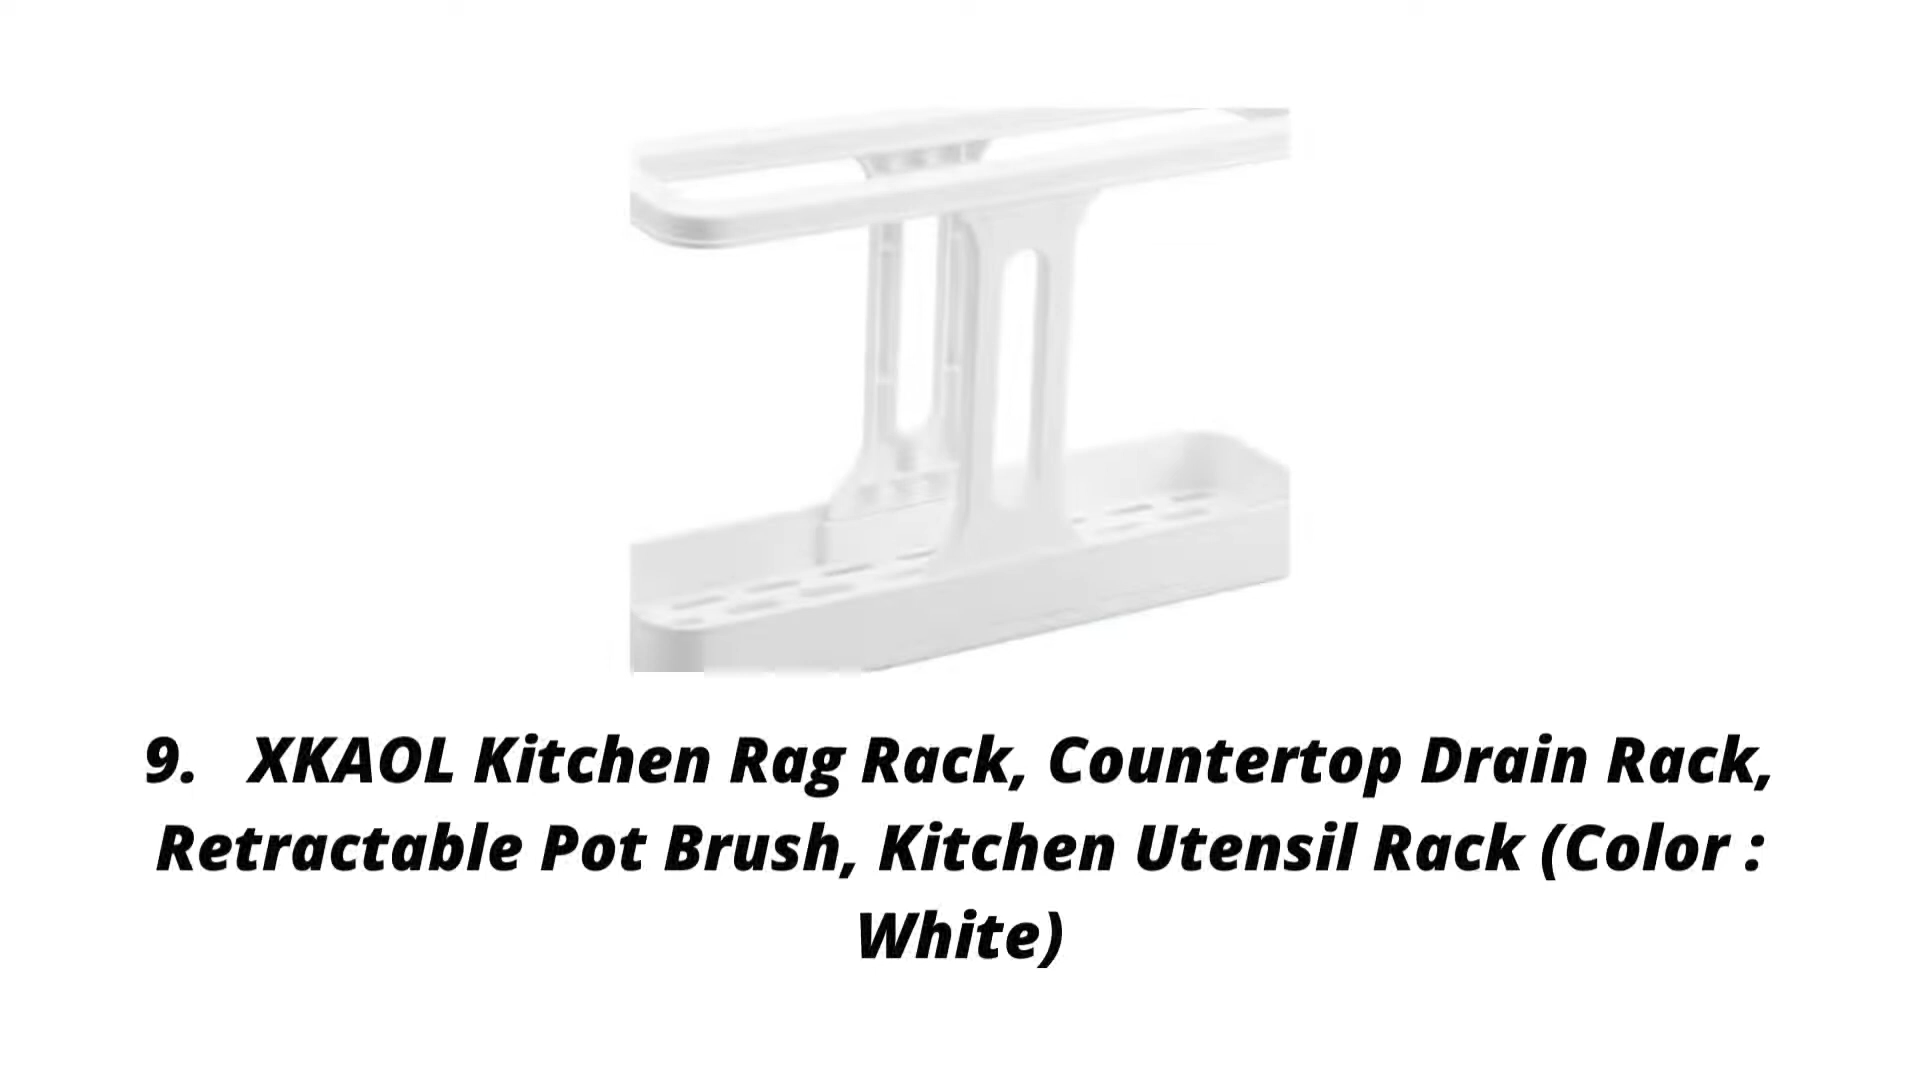 9. XKAOL Kitchen Rag Rack, Countertop Drain Rack,
Retractable Pot Brush, Kitchen Utensil Rack (Color :
White)